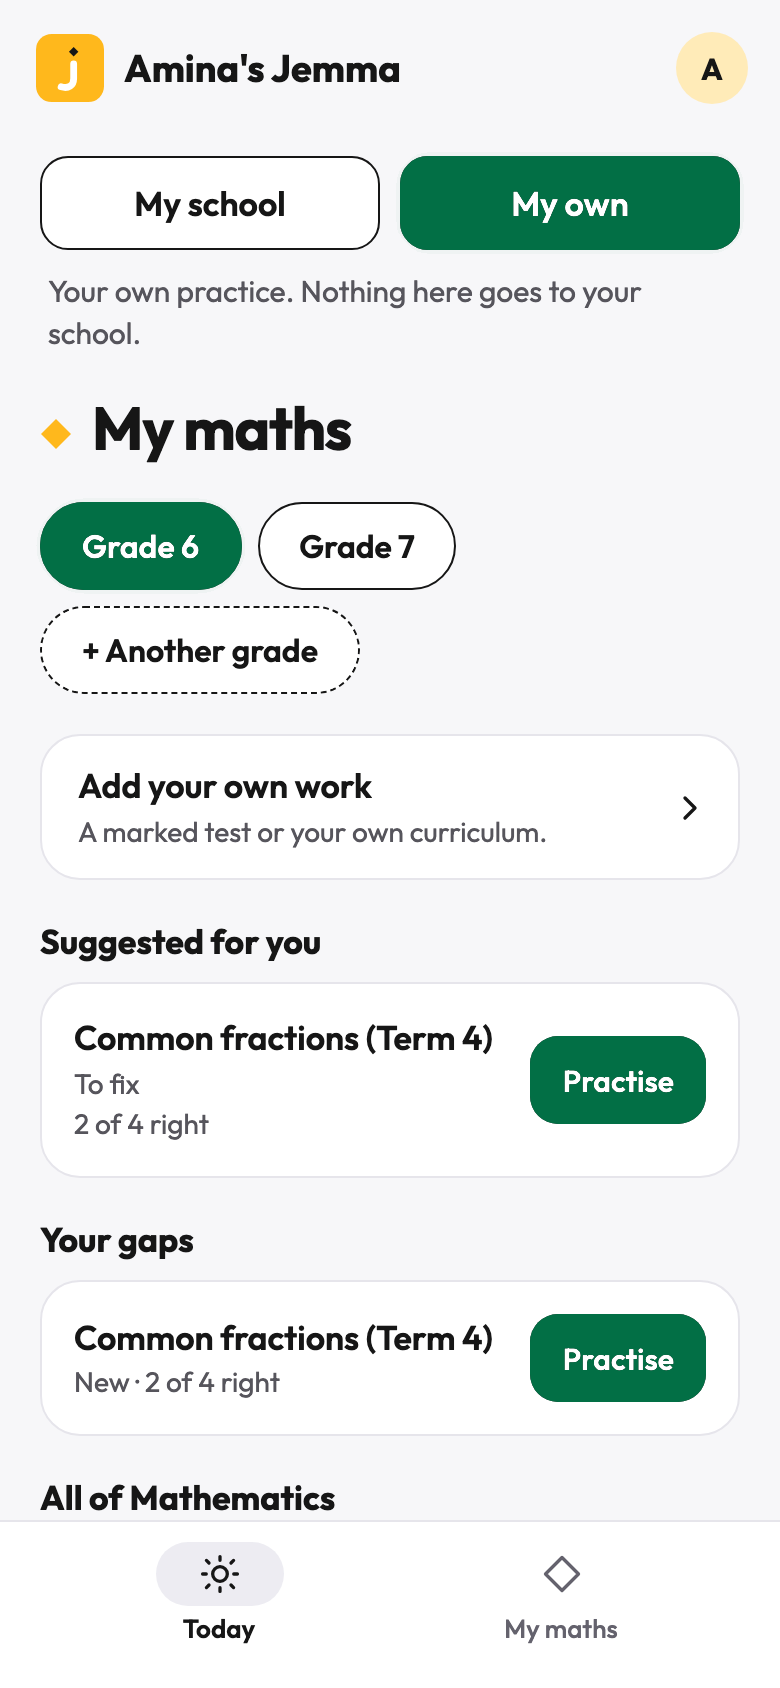 Amina's Jemma
A
My school
My own
Your own practice. Nothing here goes to your
school.
My maths
Grade 6
Grade 7
+ Another grade
Add your own work
A marked test or your own curriculum.
Suggested for you
Common fractions (Term 4)
To fix
2 of 4 right
Practise
Your gaps
Common fractions (Term 4)
New · 2 of 4 right
Practise
All of Mathematics
Today
My maths